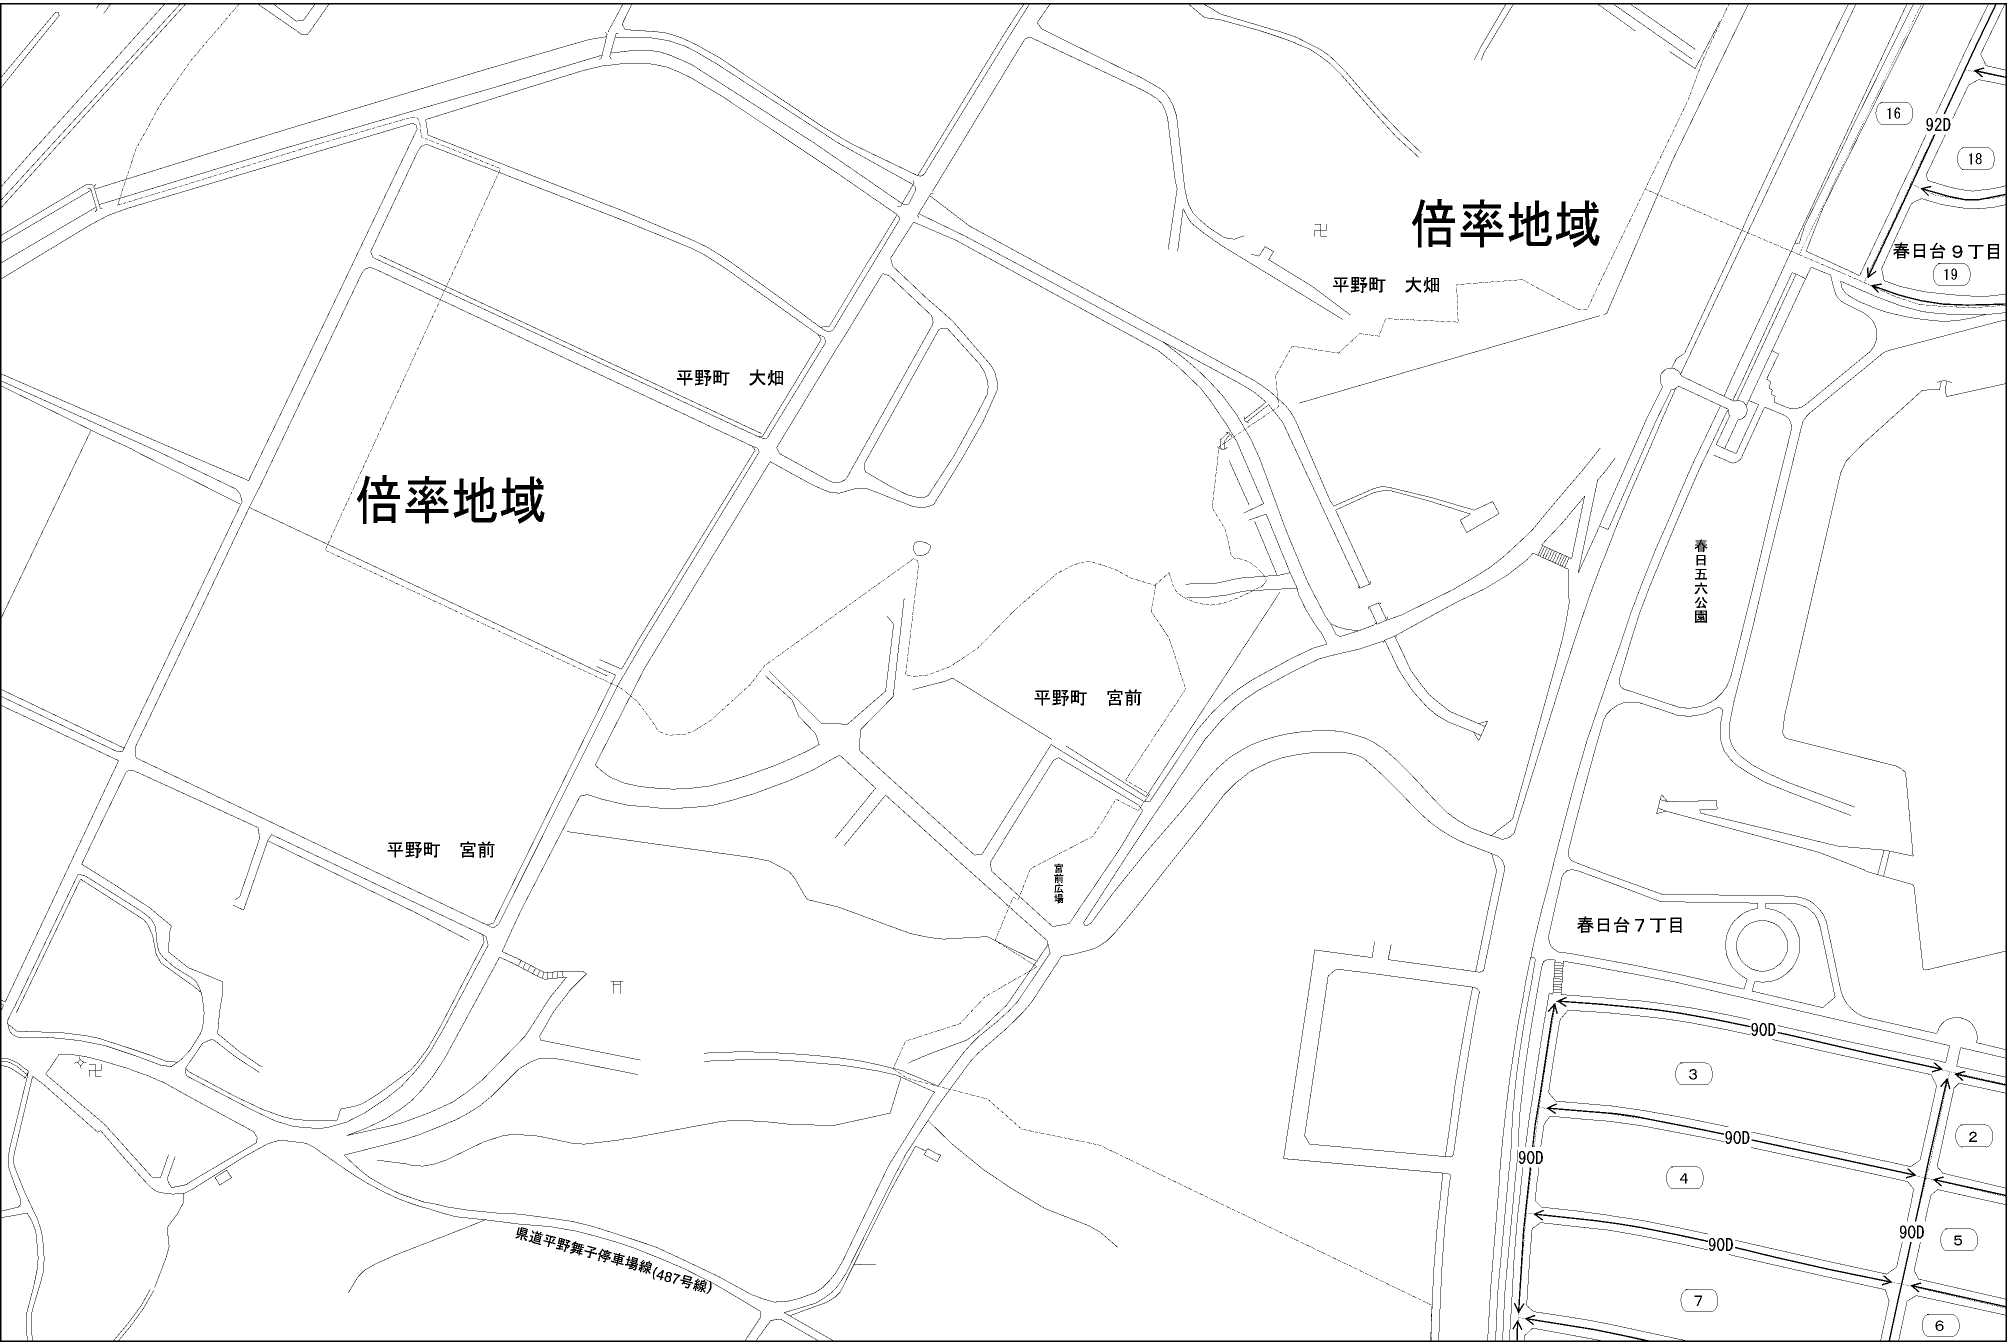 16
92D
18
倍率地域
春日台９丁目
19
平野町　大畑
平野町　大畑
倍率地域
春日五六公園
平野町　宮前
平野町　宮前
宮前広場
春日台７丁目
90D
90D
3
2
90D
90D
4
90D
5
90D
7
6
県道平野舞子停車場線(487号線)